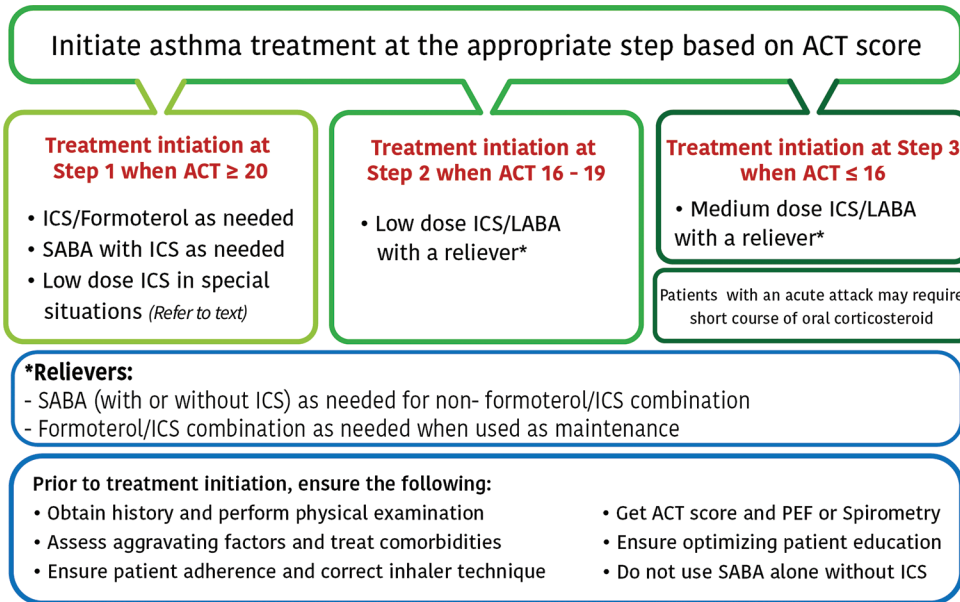 Initiate asthma treatment at the appropriate step based on ACT score
Treatment intiation at
Step 1 when ACT ≥ 20
• ICS/Formoterol as needed
• SABA with ICS as needed
• Low dose ICS in special
situations (Refer to text)
Treatment intiation at
Step 2 when ACT 16 - 19
• Low dose ICS/LABA
with a reliever*
Treatment intiation at Step 3
when ACT ≤ 16
• Medium dose ICS/LABA
with a reliever*
Patients with an acute attack may require
short course of oral corticosteroid
*Relievers:
- SABA (with or without ICS) as needed for non- formoterol/ICS combination
- Formoterol/ICS combination as needed when used as maintenance
Prior to treatment initiation, ensure the following:
• Obtain history and perform physical examination
• Assess aggravating factors and treat comorbidities
• Ensure patient adherence and correct inhaler technique
• Get ACT score and PEF or Spirometry
• Ensure optimizing patient education
• Do not use SABA alone without ICS